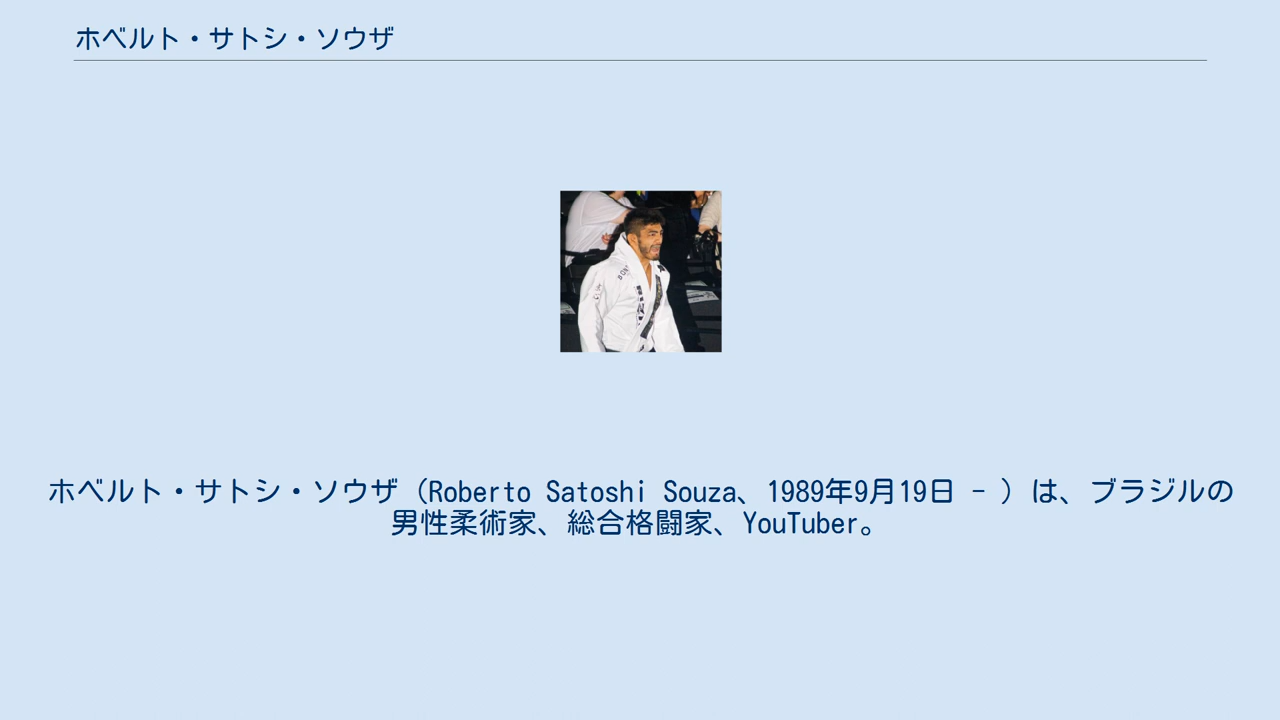 ホベルト・サトシ・ソウザ
ホベルト・サトシ・ソウザ（Roberto Satoshi Souza、1989年9月19日 - ）は、ブラジルの
男性柔術家、総合格闘家、YouTuber。